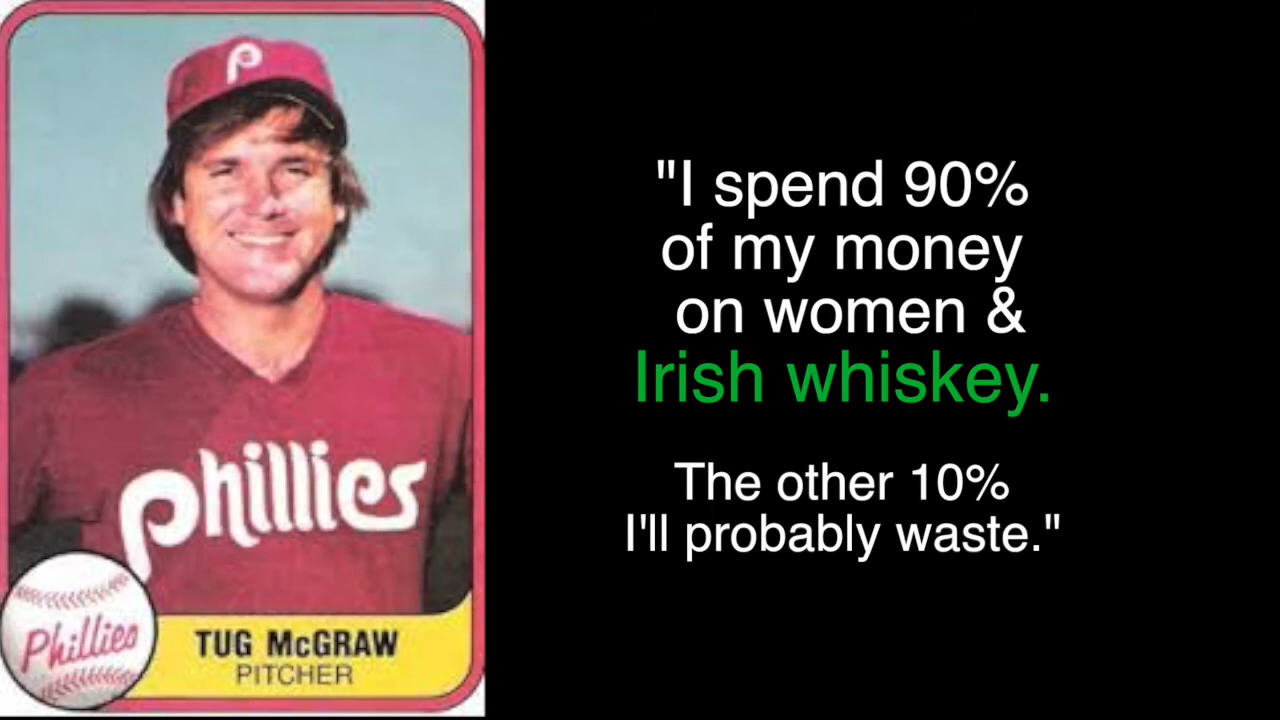 P
Phillies
Phillies
TUG McGRAW
PITCHER
"I spend 90%
of my money
on women &
Irish whiskey.
The other 10%
I'll probably waste."